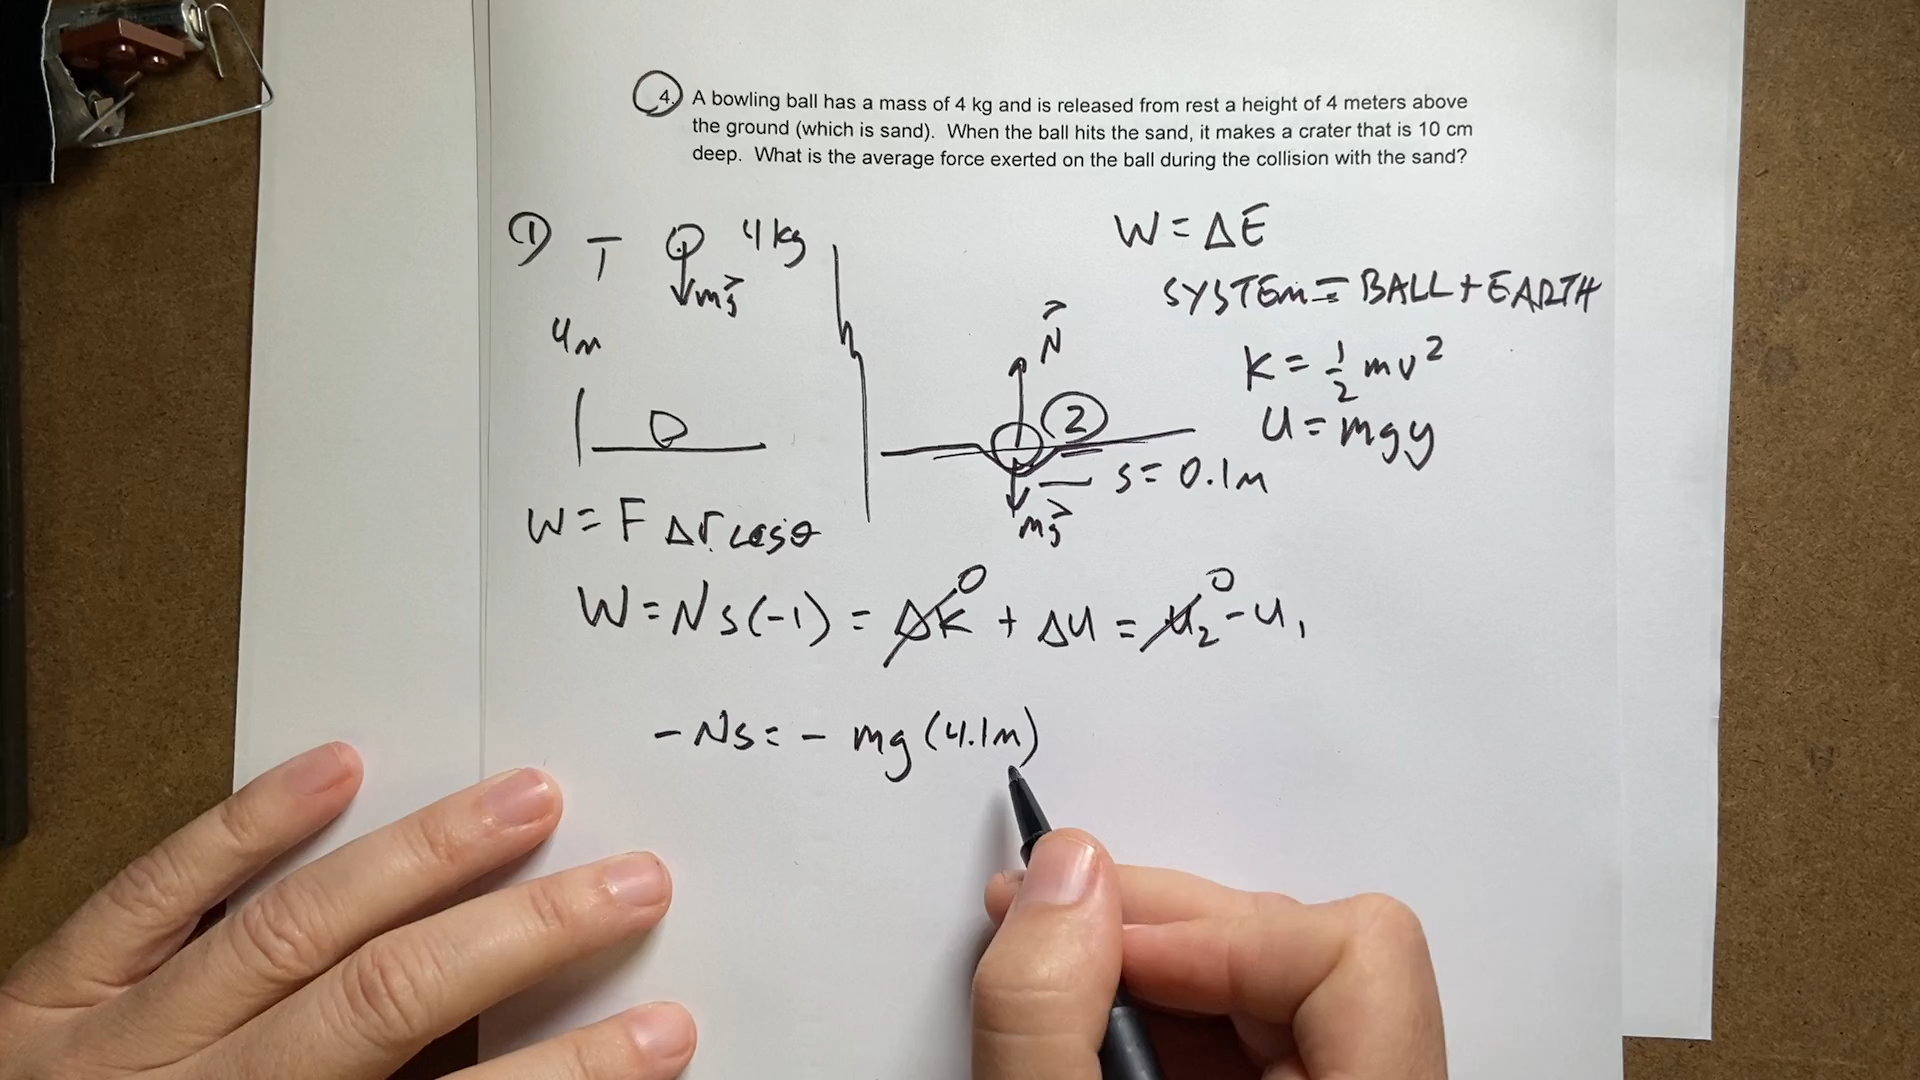 4. A bowling ball has a mass of 4 kg and is released from rest a height of 4 meters above
the ground (which is sand). When the ball hits the sand, it makes a crater that is 10 cm
deep. What is the average force exerted on the ball during the collision with the sand?
① 4kg
mg⃗
4m
W = F Δr cosθ
N⃗
②
s = 0.1m
mg⃗
W = ΔE
SYSTEM = BALL + EARTH
K = 1/2 mv²
U = mgy
W = Ns(-1) = ΔK 0 + ΔU = U₂ 0 - U₁
-Ns = - mg (4.1m)